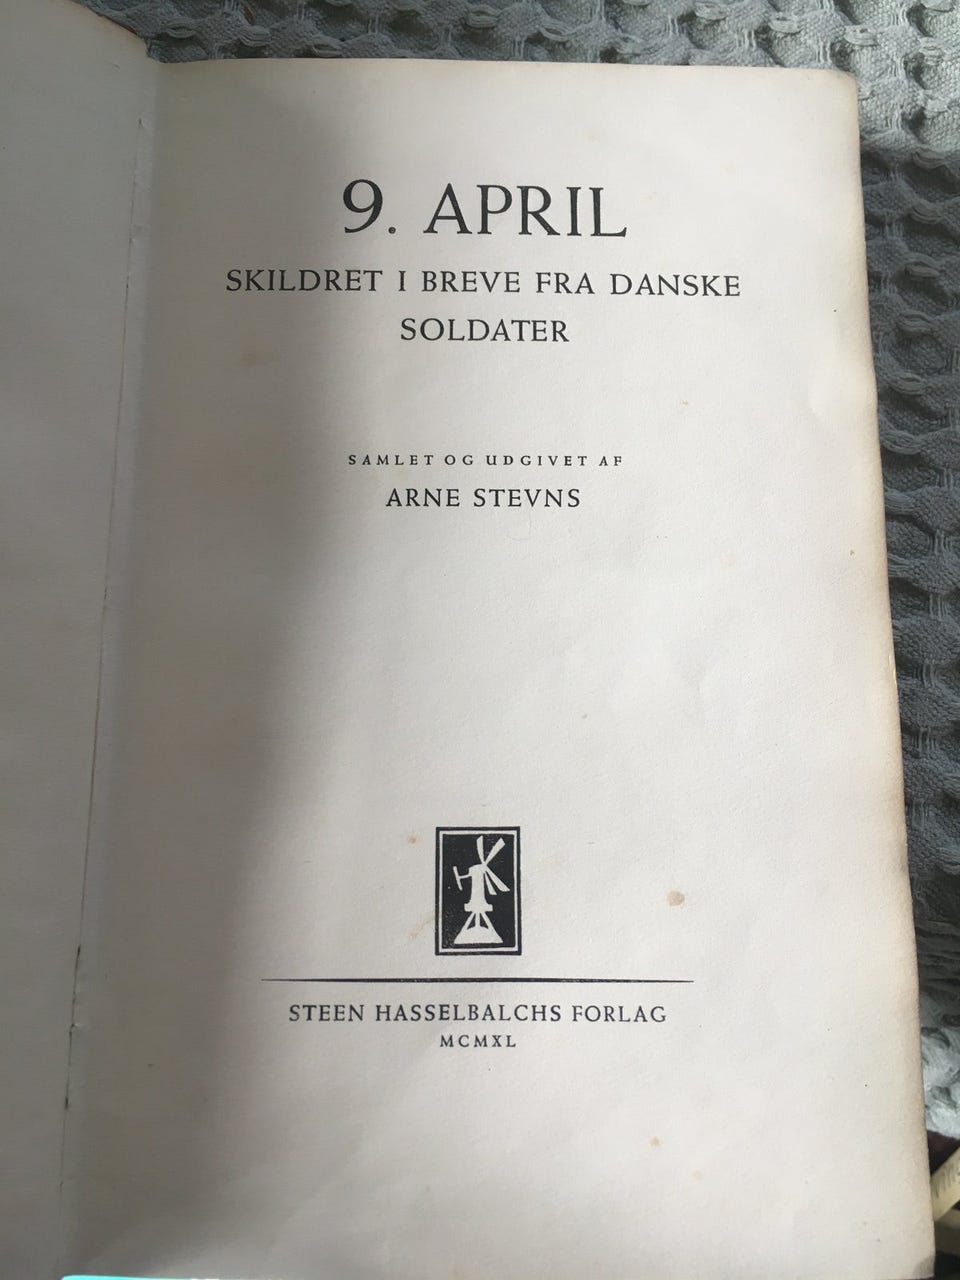 9. APRIL
SKILDRET I BREVE FRA DANSKE
SOLDATER
SAMLET OG UDGIVET AF
ARNE STEVNS
STEEN HASSELBALCHS FORLAG
MCMXL